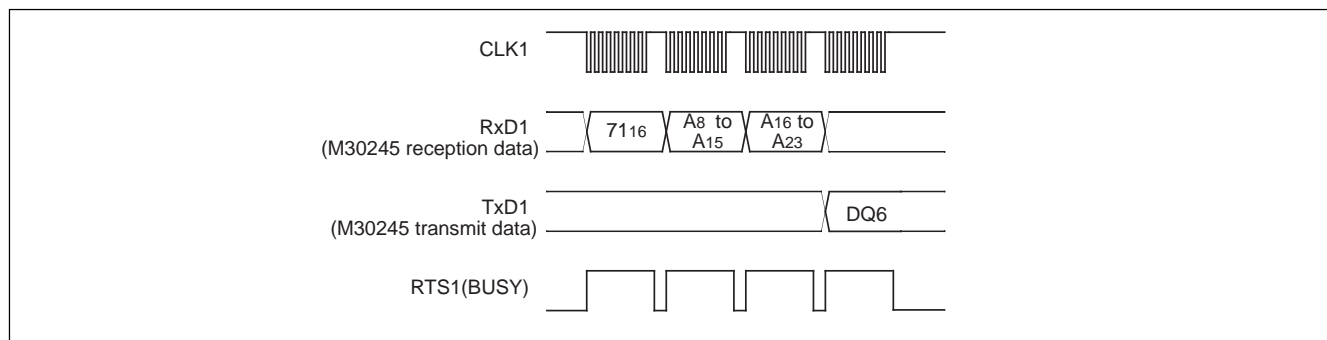 CLK1
RxD1
(M30245 reception data)
7116
A8 to
A15
A16 to
A23
TxD1
(M30245 transmit data)
DQ6
RTS1(BUSY)